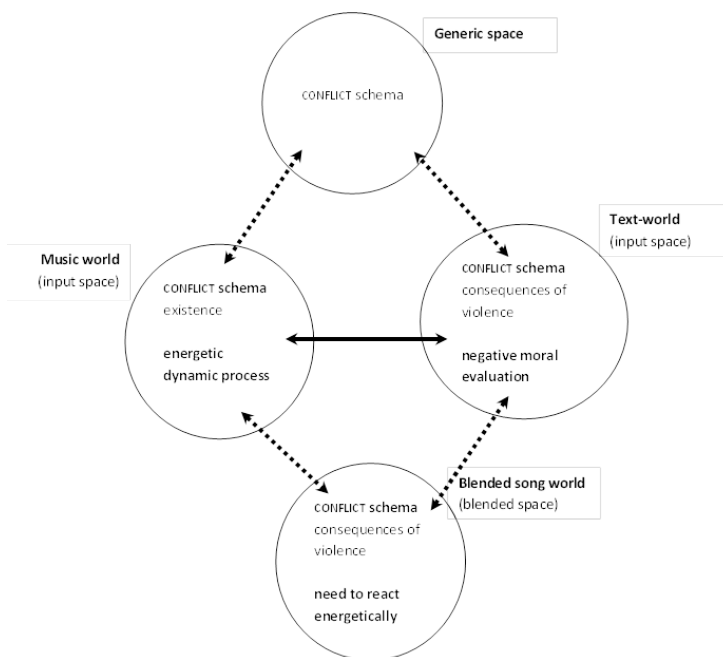 Generic space
CONFLICT schema
Text-world
(input space)
Music world
(input space)
CONFLICT schema
existence
energetic
dynamic process
CONFLICT schema
consequences of
violence
negative moral
evaluation
Blended song world
(blended space)
CONFLICT schema
consequences of
violence
need to react
energetically